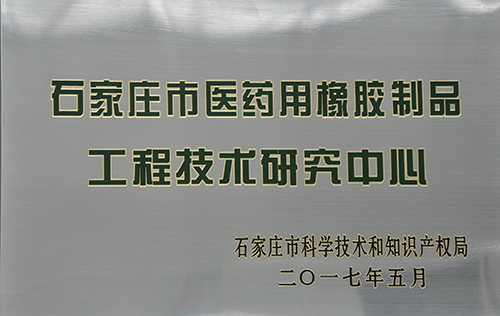 石家庄市医药用橡胶制品
工程技术研究中心
石家庄市科学技术和知识产权局
二〇一七年五月